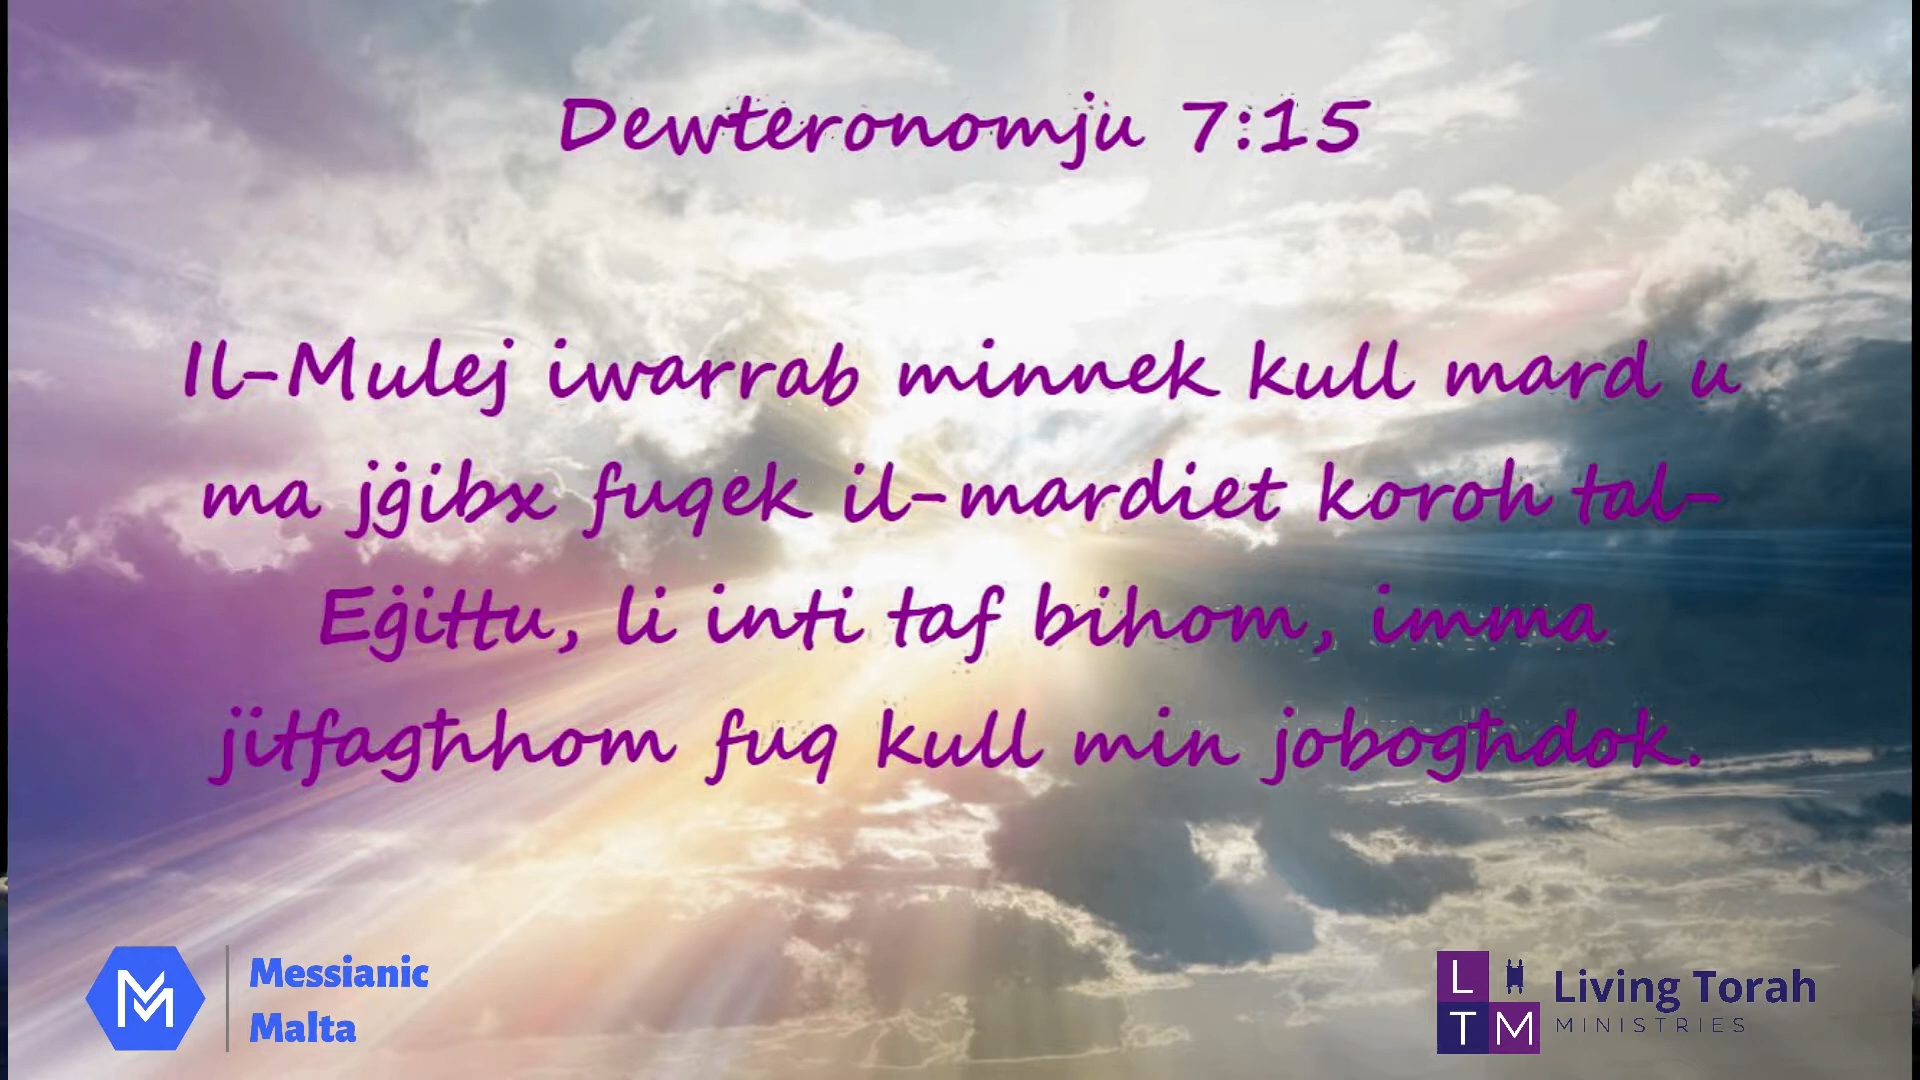 Dewteronomju 7:15
Il-Mulej iwarrab minnek kull mard u
ma jġibx fuqek il-mardiet koroh tal-
Eġittu, li inti taf bihom, imma
jitfagħhom fuq kull min jobogħdok.
Messianic
Malta
L
TM
Living Torah
MINISTRIES